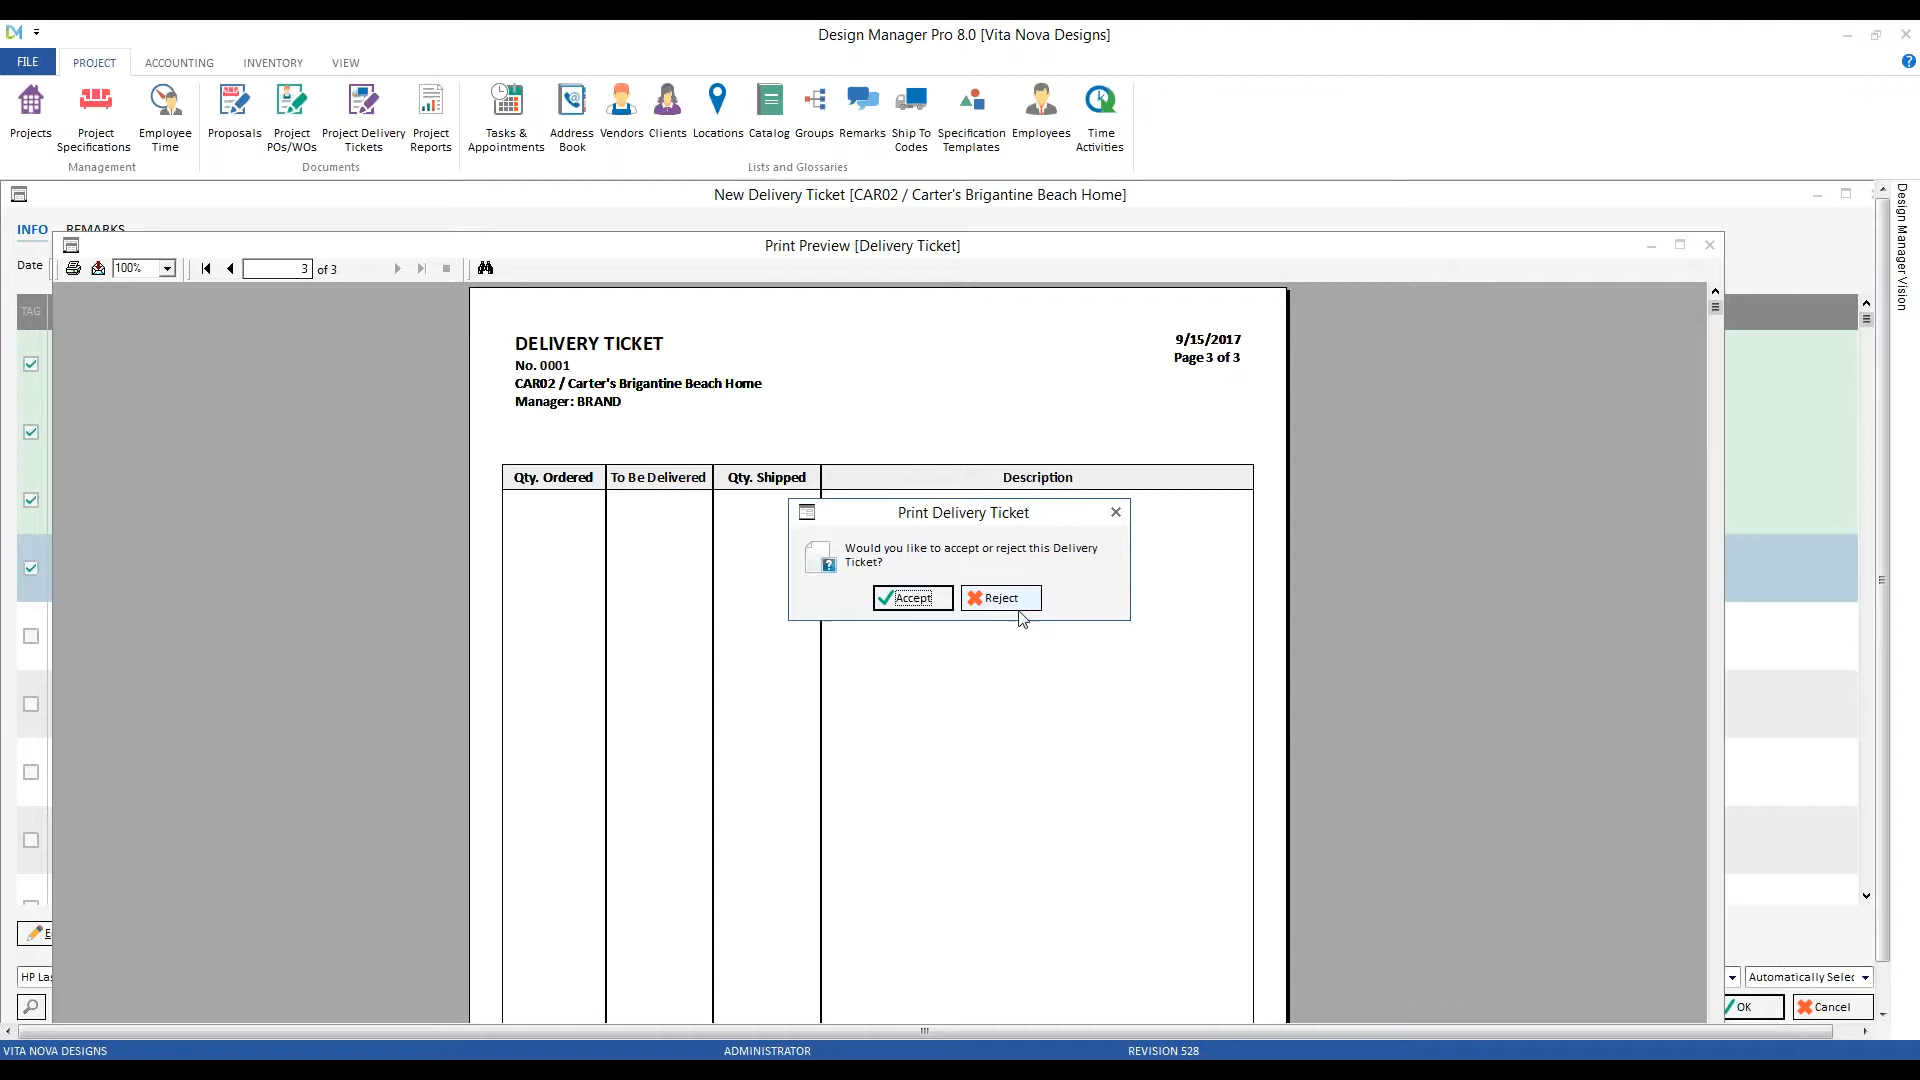 Design Manager Pro 8.0 [Vita Nova Designs]
FILE PROJECT ACCOUNTING INVENTORY VIEW
Projects
Project Specifications
Employee Time
Management
Proposals
Project POs/WOs
Project Delivery Tickets
Project Reports
Documents
Tasks & Appointments
Address Book
Vendors
Clients
Locations
Catalog
Groups
Remarks
Ship To Codes
Specification Templates
Employees
Time Activities
Lists and Glossaries
Design Manager Vision
New Delivery Ticket [CAR02 / Carter's Brigantine Beach Home]
INFO REMARKS
Date
TAG
Print Preview [Delivery Ticket]
100% 3 of 3
DELIVERY TICKET
No. 0001
CAR02 / Carter's Brigantine Beach Home
Manager: BRAND
9/15/2017
Page 3 of 3
Qty. Ordered To Be Delivered Qty. Shipped Description
Print Delivery Ticket
Would you like to accept or reject this Delivery
Ticket?
Accept Reject
HP Las
Automatically Selec
OK Cancel
VITA NOVA DESIGNS ADMINISTRATOR REVISION 528